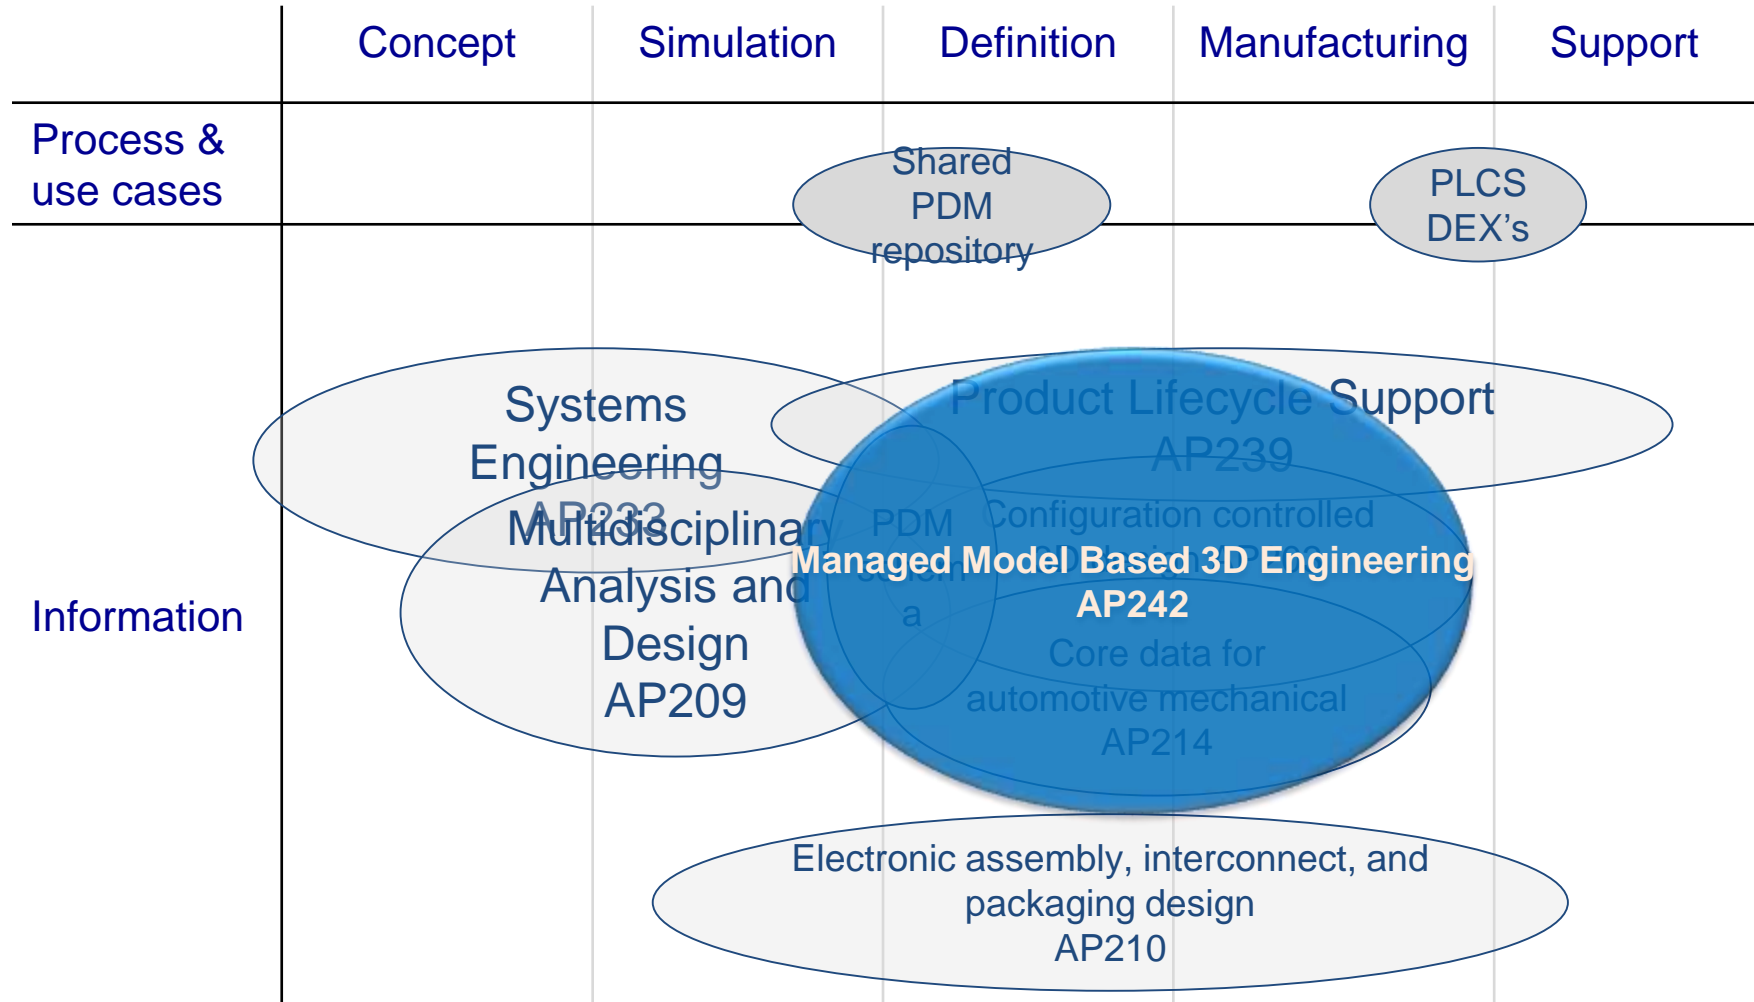 Concept
Simulation
Definition
Manufacturing
Support
Process &
use cases
Shared
PDM
repository
PLCS
DEX's
Information
Systems
Engineering
AP233
Product Lifecycle Support
AP239
Multidisciplinary
Analysis and
Design
AP209
PDM
a
Configuration controlled
Managed Model Based 3D Engineering
AP242
Core data for
automotive mechanical
AP214
Electronic assembly, interconnect, and
packaging design
AP210